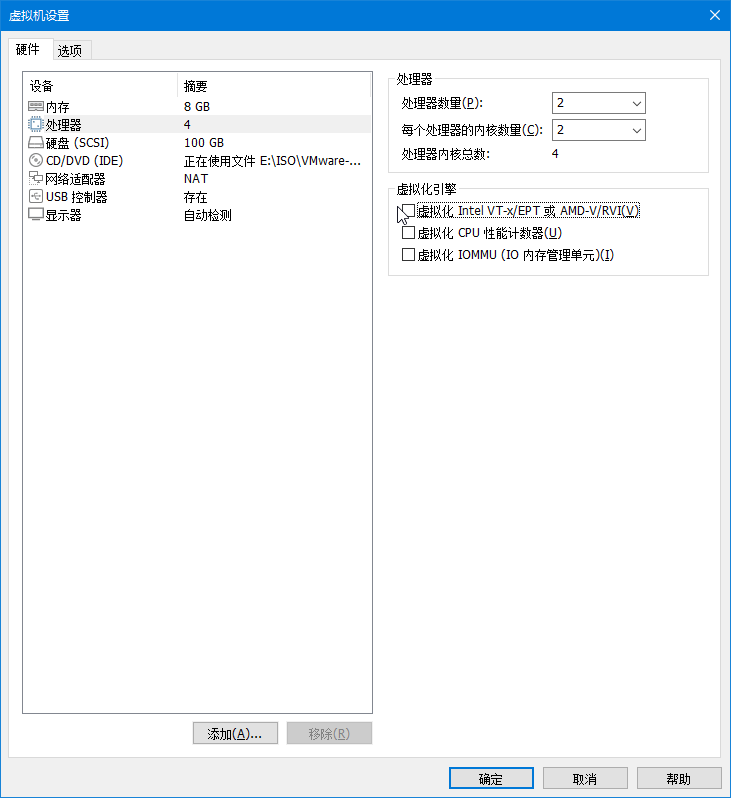 虚拟机设置
硬件 选项
设备 摘要
内存 8 GB
处理器 4
硬盘 (SCSI) 100 GB
CD/DVD (IDE) 正在使用文件 E:\ISO\VMware-...
网络适配器 NAT
USB 控制器 存在
显示器 自动检测
添加(A)... 移除(R)
处理器
处理器数量(P): 2
每个处理器的内核数量(C): 2
处理器内核总数: 4
虚拟化引擎
虚拟化 Intel VT-x/EPT 或 AMD-V/RVI(V)
虚拟化 CPU 性能计数器(U)
虚拟化 IOMMU (IO 内存管理单元)(I)
确定 取消 帮助